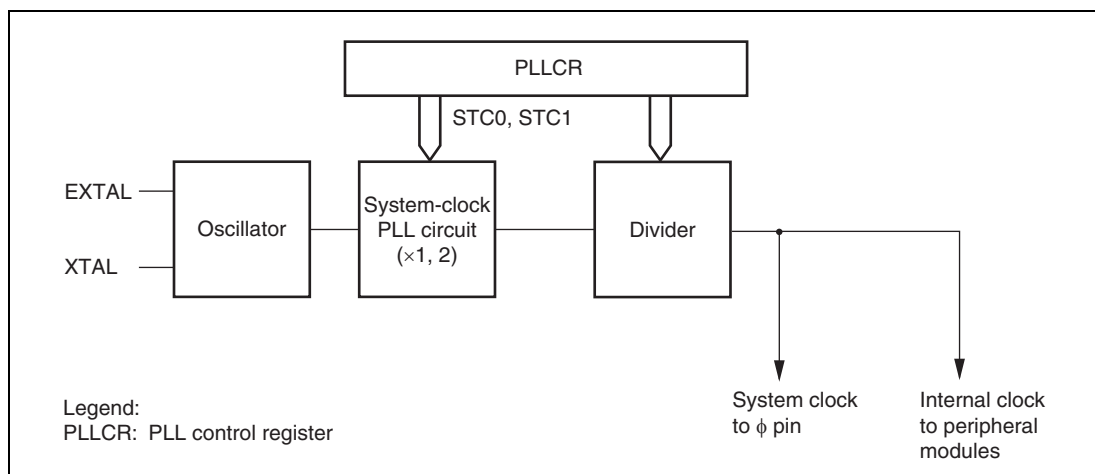 PLLCR
STC0, STC1
EXTAL
XTAL
Oscillator
System-clock
PLL circuit
(×1, 2)
Divider
System clock
to ϕ pin
Internal clock
to peripheral
modules
Legend:
PLLCR: PLL control register